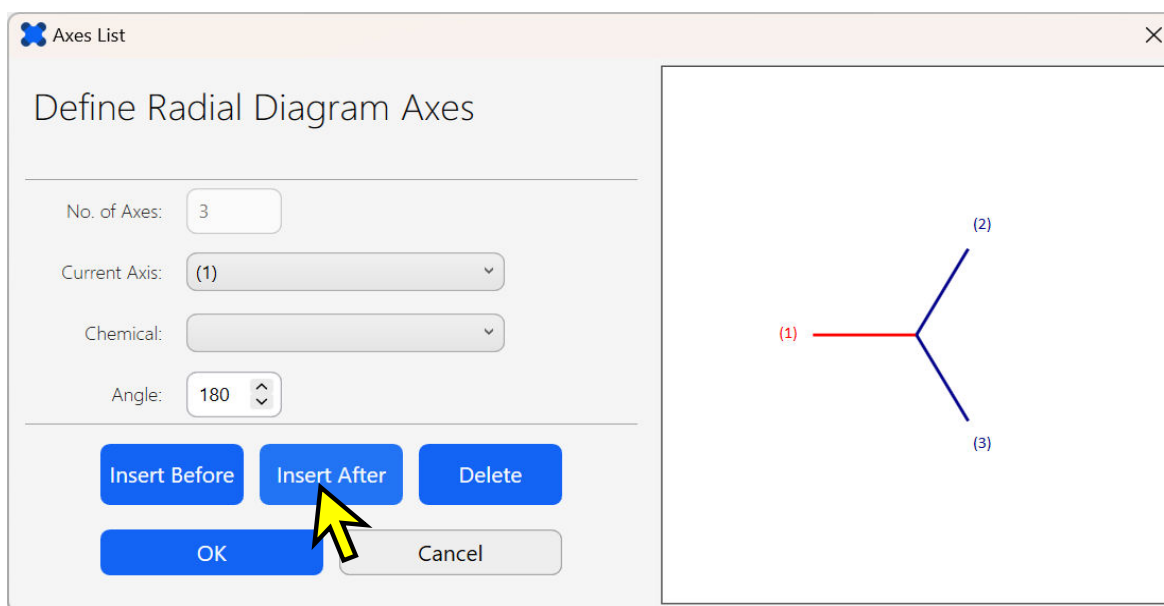 Axes List
Define Radial Diagram Axes
No. of Axes: 3
Current Axis: (1)
Chemical:
Angle: 180
Insert Before Insert After Delete
OK Cancel
(2)
(1)
(3)